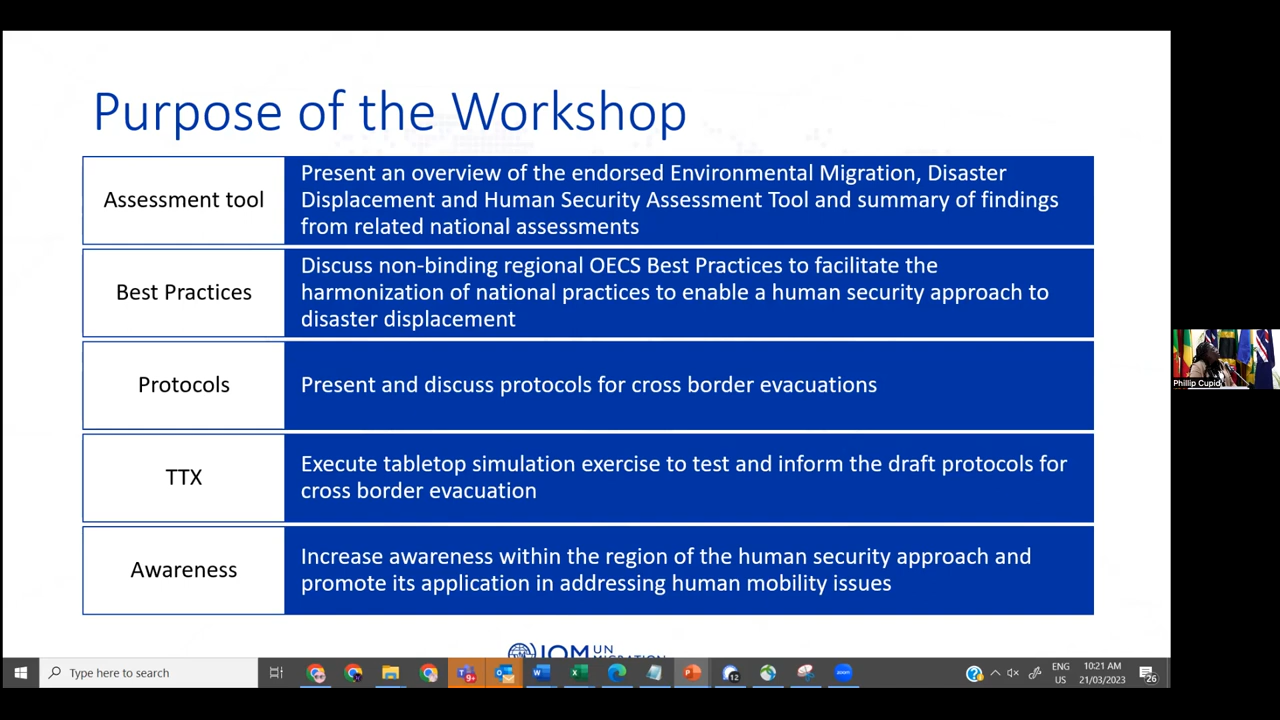 Purpose of the Workshop
Assessment tool
Present an overview of the endorsed Environmental Migration, Disaster
Displacement and Human Security Assessment Tool and summary of findings
from related national assessments
Best Practices
Discuss non-binding regional OECS Best Practices to facilitate the
harmonization of national practices to enable a human security approach to
disaster displacement
Protocols
Present and discuss protocols for cross border evacuations
TTX
Execute tabletop simulation exercise to test and inform the draft protocols for
cross border evacuation
Awareness
Increase awareness within the region of the human security approach and
promote its application in addressing human mobility issues
Phillip Cupid
IOM UN
MIGRATION
Type here to search
9+
12
zoom
ENG
US
10:21 AM
21/03/2023
26